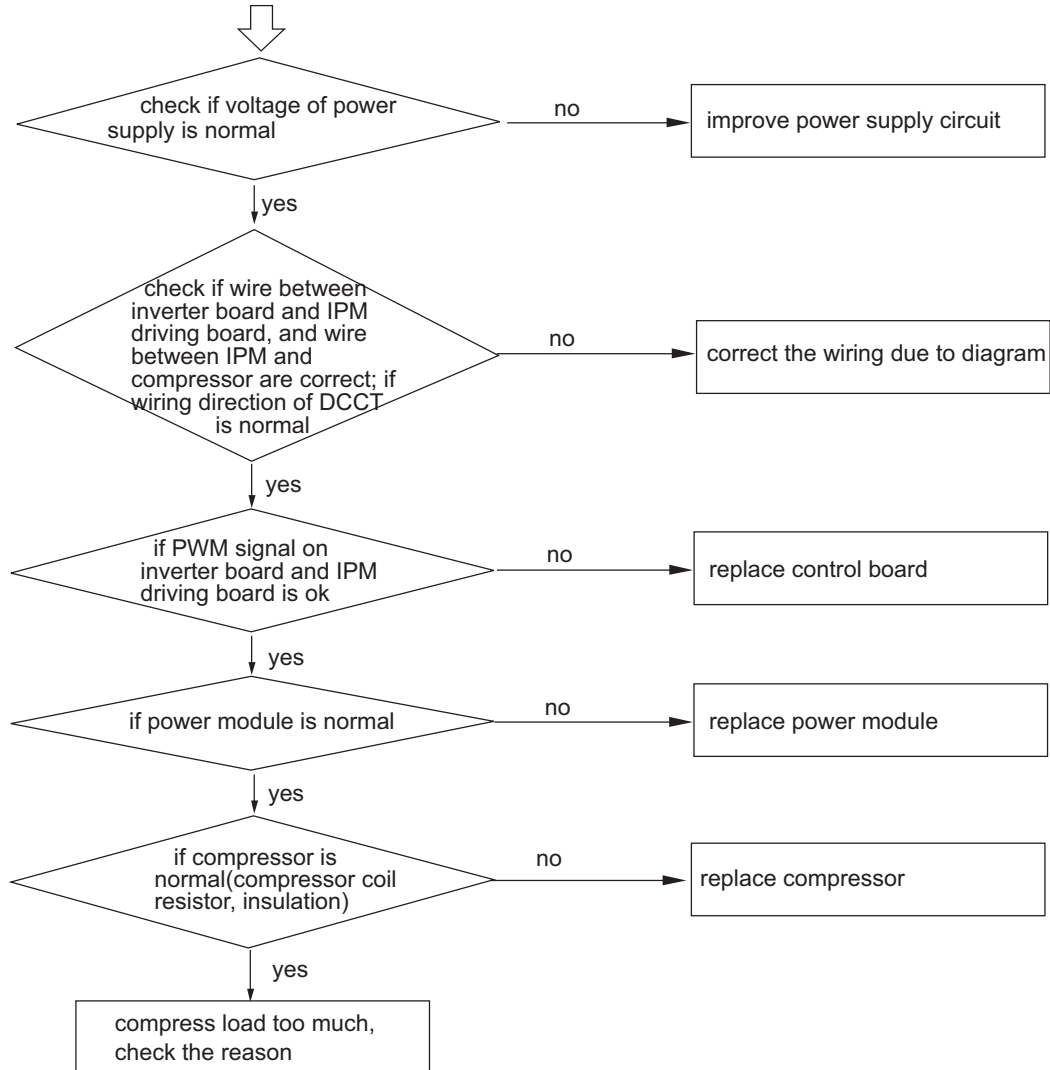 check if voltage of power
supply is normal
no
improve power supply circuit
yes
check if wire between
inverter board and IPM
driving board, and wire
between IPM and
compressor are correct; if
wiring direction of DCCT
is normal
no
correct the wiring due to diagram
yes
if PWM signal on
inverter board and IPM
driving board is ok
no
replace control board
yes
if power module is normal
no
replace power module
yes
if compressor is
normal(compressor coil
resistor, insulation)
no
replace compressor
yes
compress load too much,
check the reason